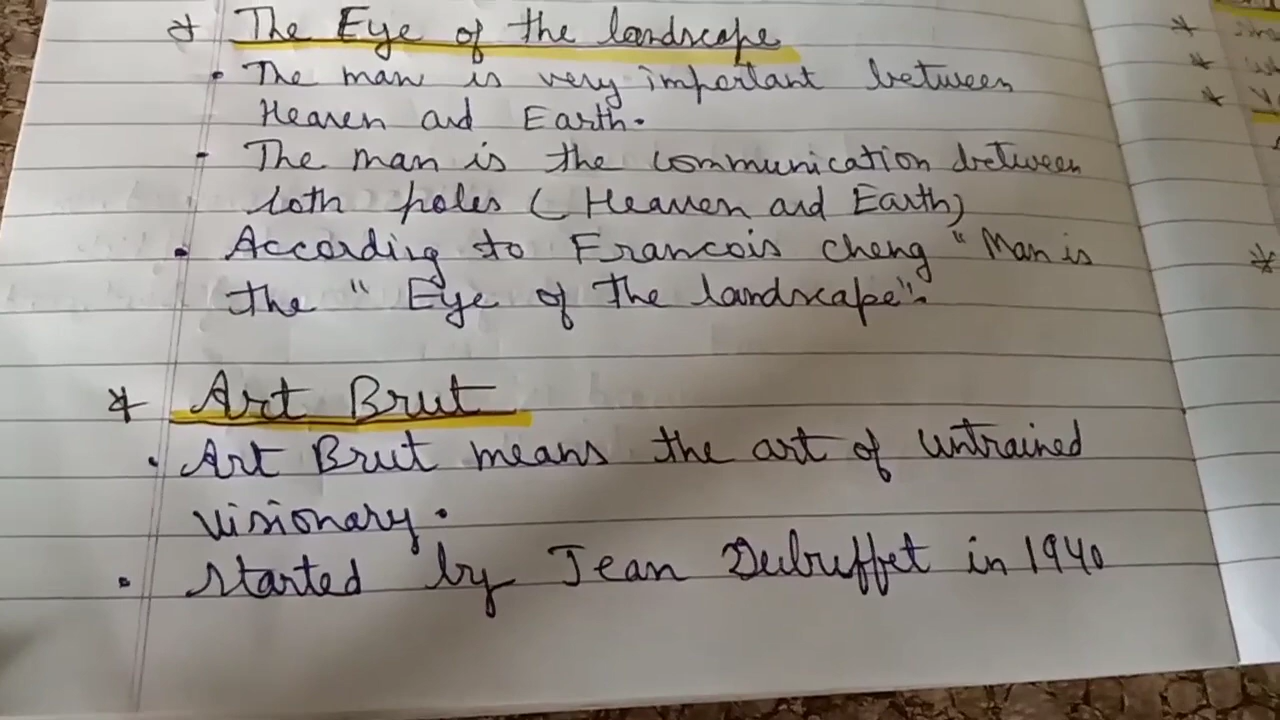 * The Eye of the landscape
• The man is very important between
Heaven and Earth.
- The man is the communication between
both poles (Heaven and Earth)
• According to Francois cheng “Man is
the “ Eye of the landscape”.
* Art Brut
• Art Brut means the art of untrained
visionary.
• started by Jean Dubuffet in 1940